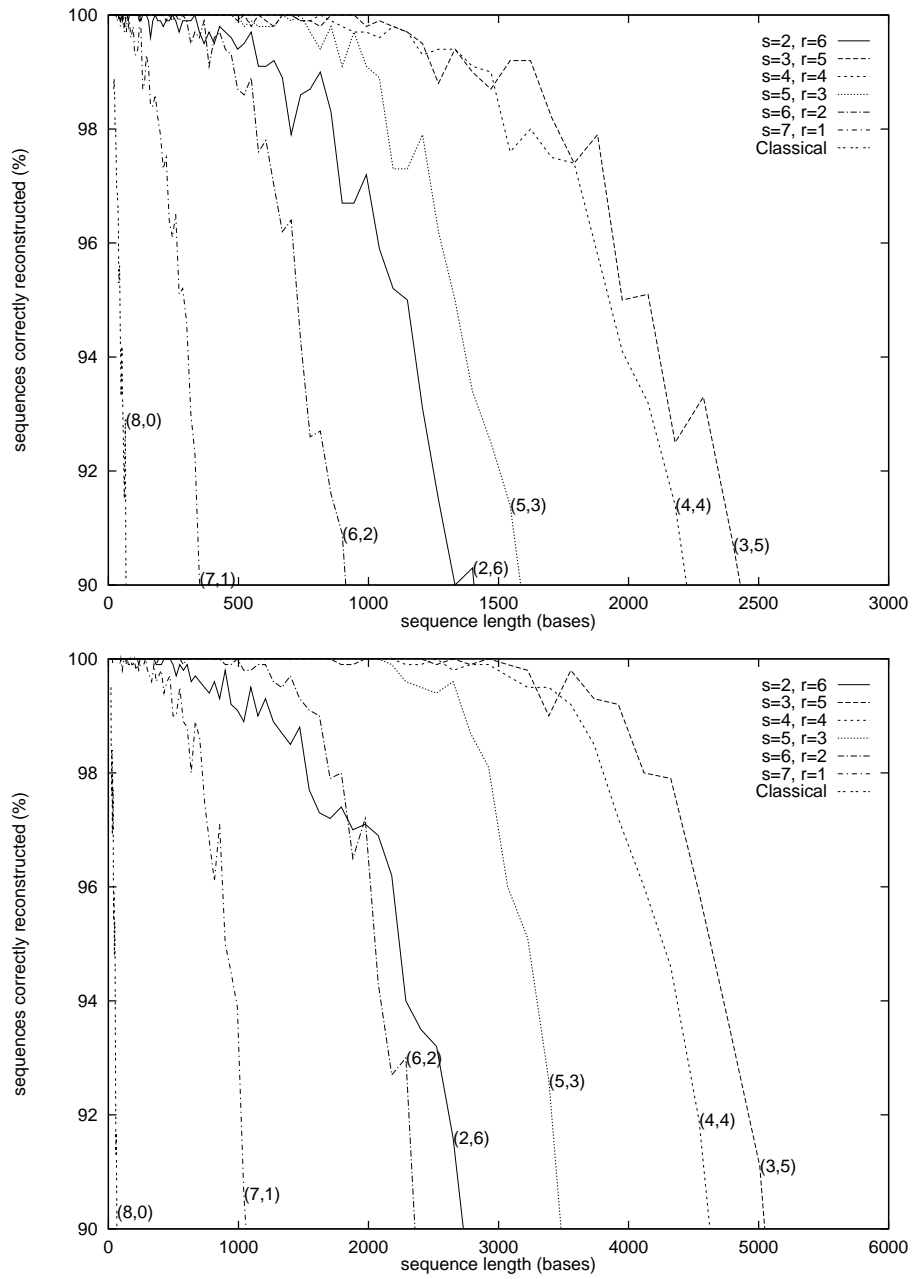 100
98
96
94
92
90
sequences correctly reconstructed (%)
s=2, r=6
s=3, r=5
s=4, r=4
s=5, r=3
s=6, r=2
s=7, r=1
Classical
(8,0)
(7,1)
(6,2)
(2,6)
(5,3)
(4,4)
(3,5)
0 500 1000 1500 2000 2500 3000
sequence length (bases)
100
98
96
94
92
90
sequences correctly reconstructed (%)
s=2, r=6
s=3, r=5
s=4, r=4
s=5, r=3
s=6, r=2
s=7, r=1
Classical
(8,0)
(7,1)
(6,2)
(2,6)
(5,3)
(4,4)
(3,5)
0 1000 2000 3000 4000 5000 6000
sequence length (bases)